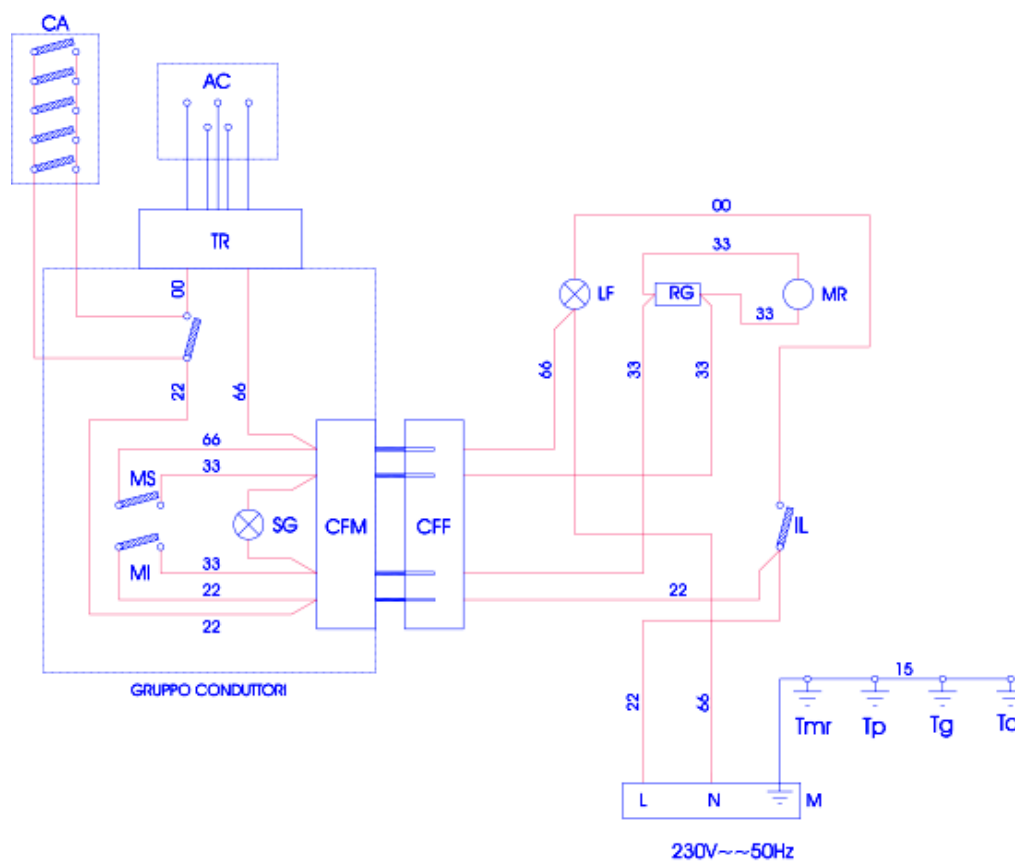 CA
AC
TR
00
22
66
66
33
MS
MI
SG
33
22
22
CFM
CFF
GRUPPO CONDUTTORI
00
33
LF
RG
MR
33
66
33
33
IL
22
22
66
15
Tmr
Tp
Tg
L
N
M
230V~~50Hz